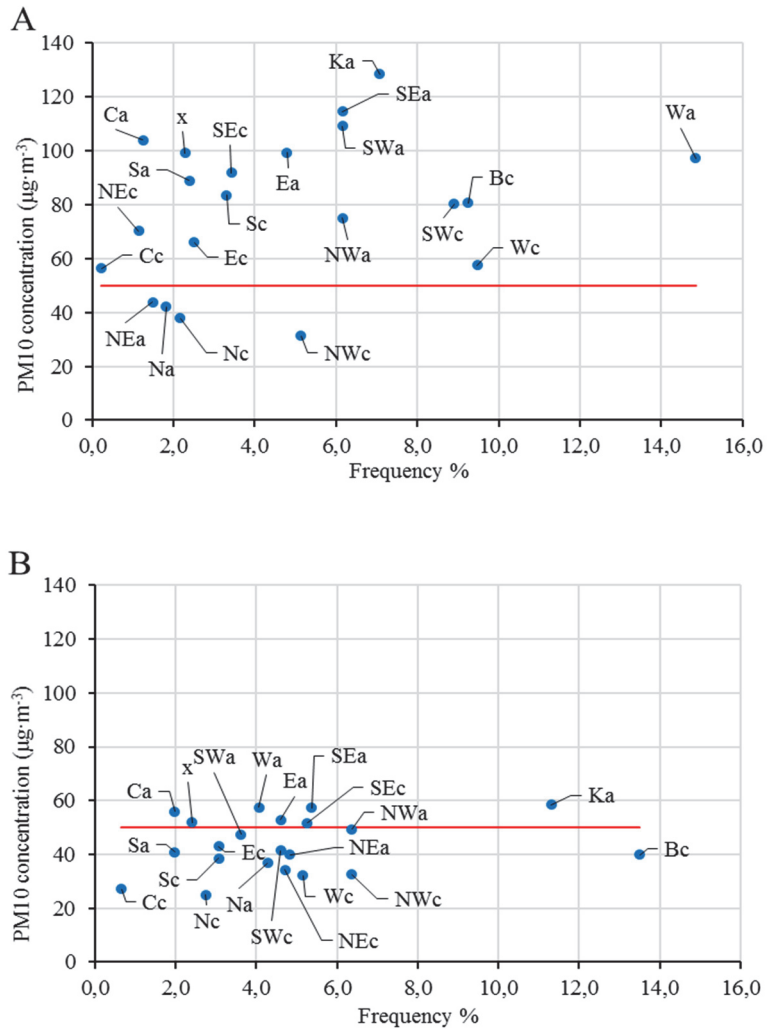 A
140
120
100
80
60
40
20
0
PM10 concentration (µg·m-3)
Ka
SEa
Ca
x
SEc
Wa
SWa
Sa
Ea
Bc
NEc
Sc
SWc
Cc
Ec
NWa
Wc
NEa
Na
Nc
NWc
0,0 2,0 4,0 6,0 8,0 10,0 12,0 14,0 16,0
Frequency %
B
140
120
100
80
60
40
20
0
PM10 concentration (µg·m-3)
SWa
Wa
SEa
x
Ea
SEc
Ca
Ka
NWa
Sa
Ec
NEa
Bc
Sc
Cc
Nc
Na
Wc
NWc
SWc
NEc
0,0 2,0 4,0 6,0 8,0 10,0 12,0 14,0 16,0
Frequency %